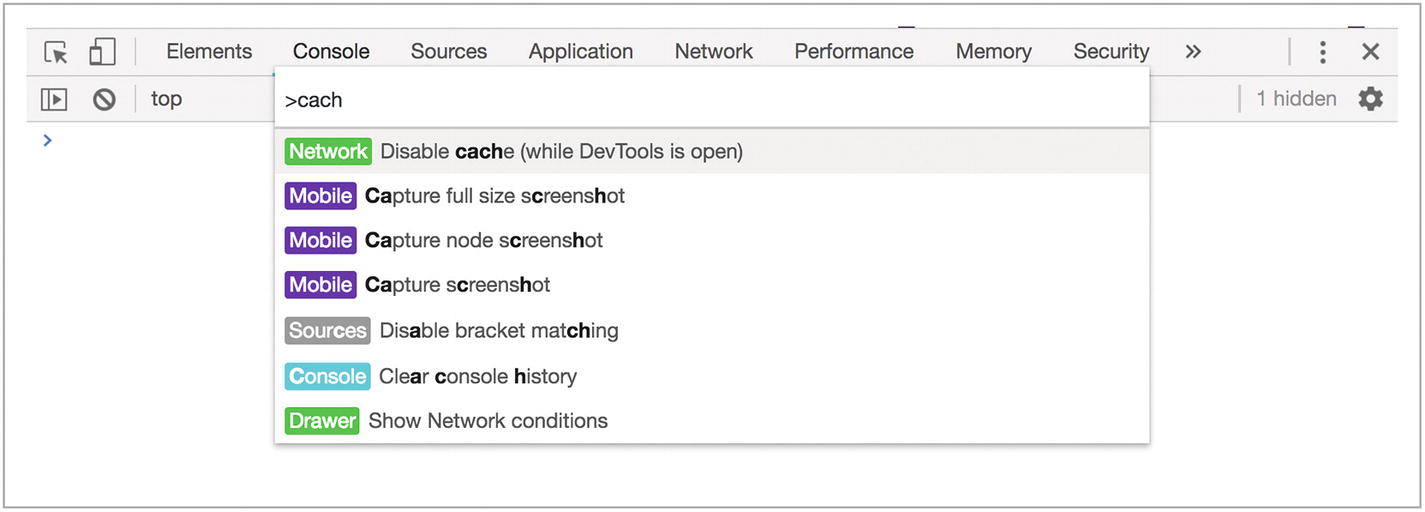 Elements Console Sources Application Network Performance Memory Security »
top 1 hidden
>cach
Network Disable cache (while DevTools is open)
Mobile Capture full size screenshot
Mobile Capture node screenshot
Mobile Capture screenshot
Sources Disable bracket matching
Console Clear console history
Drawer Show Network conditions